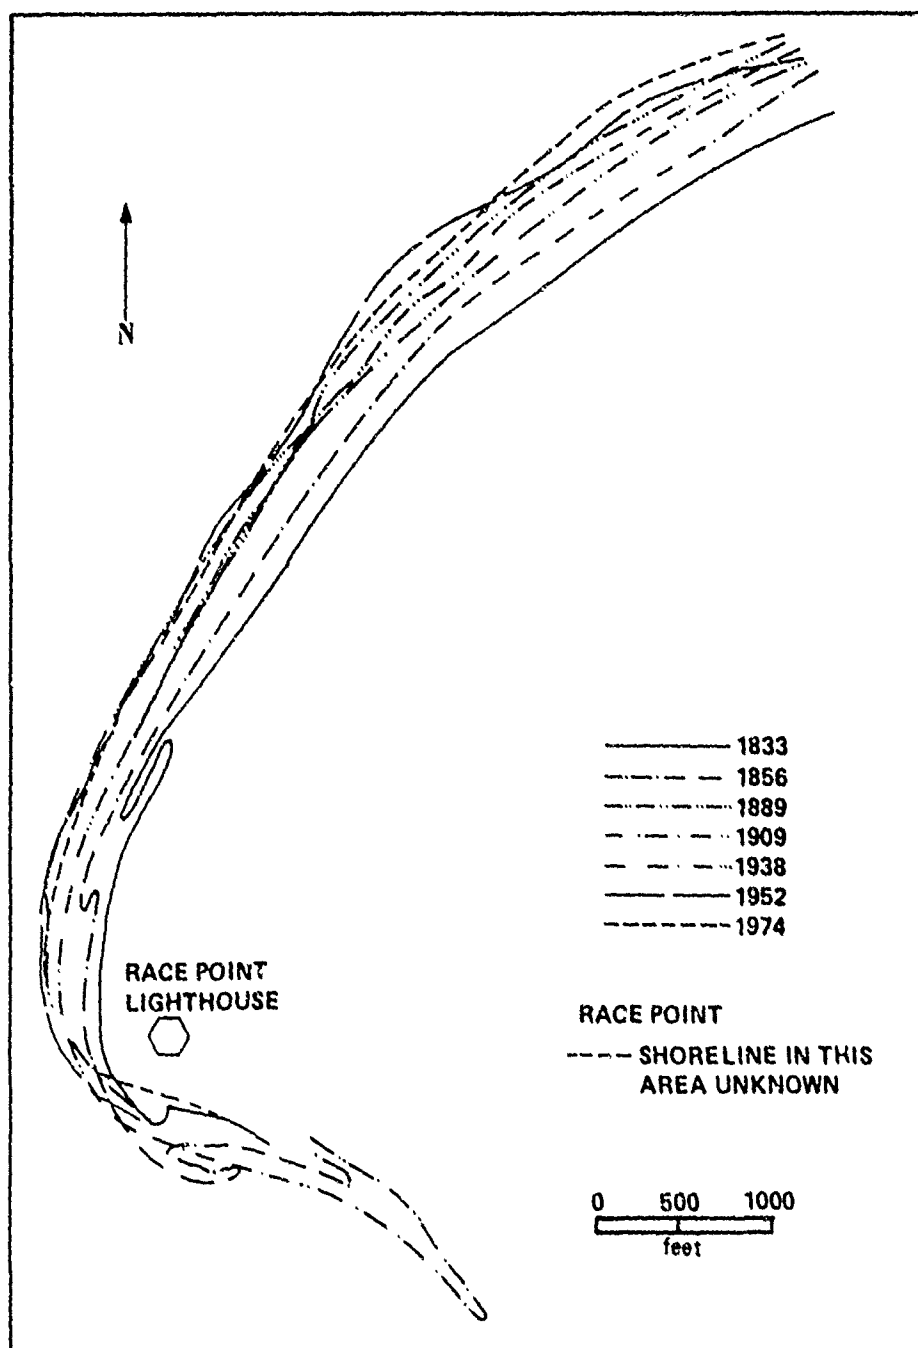 N
1833
1856
1889
1909
1938
1952
1974
RACE POINT
LIGHTHOUSE
RACE POINT
SHORELINE IN THIS
AREA UNKNOWN
0 500 1000
feet